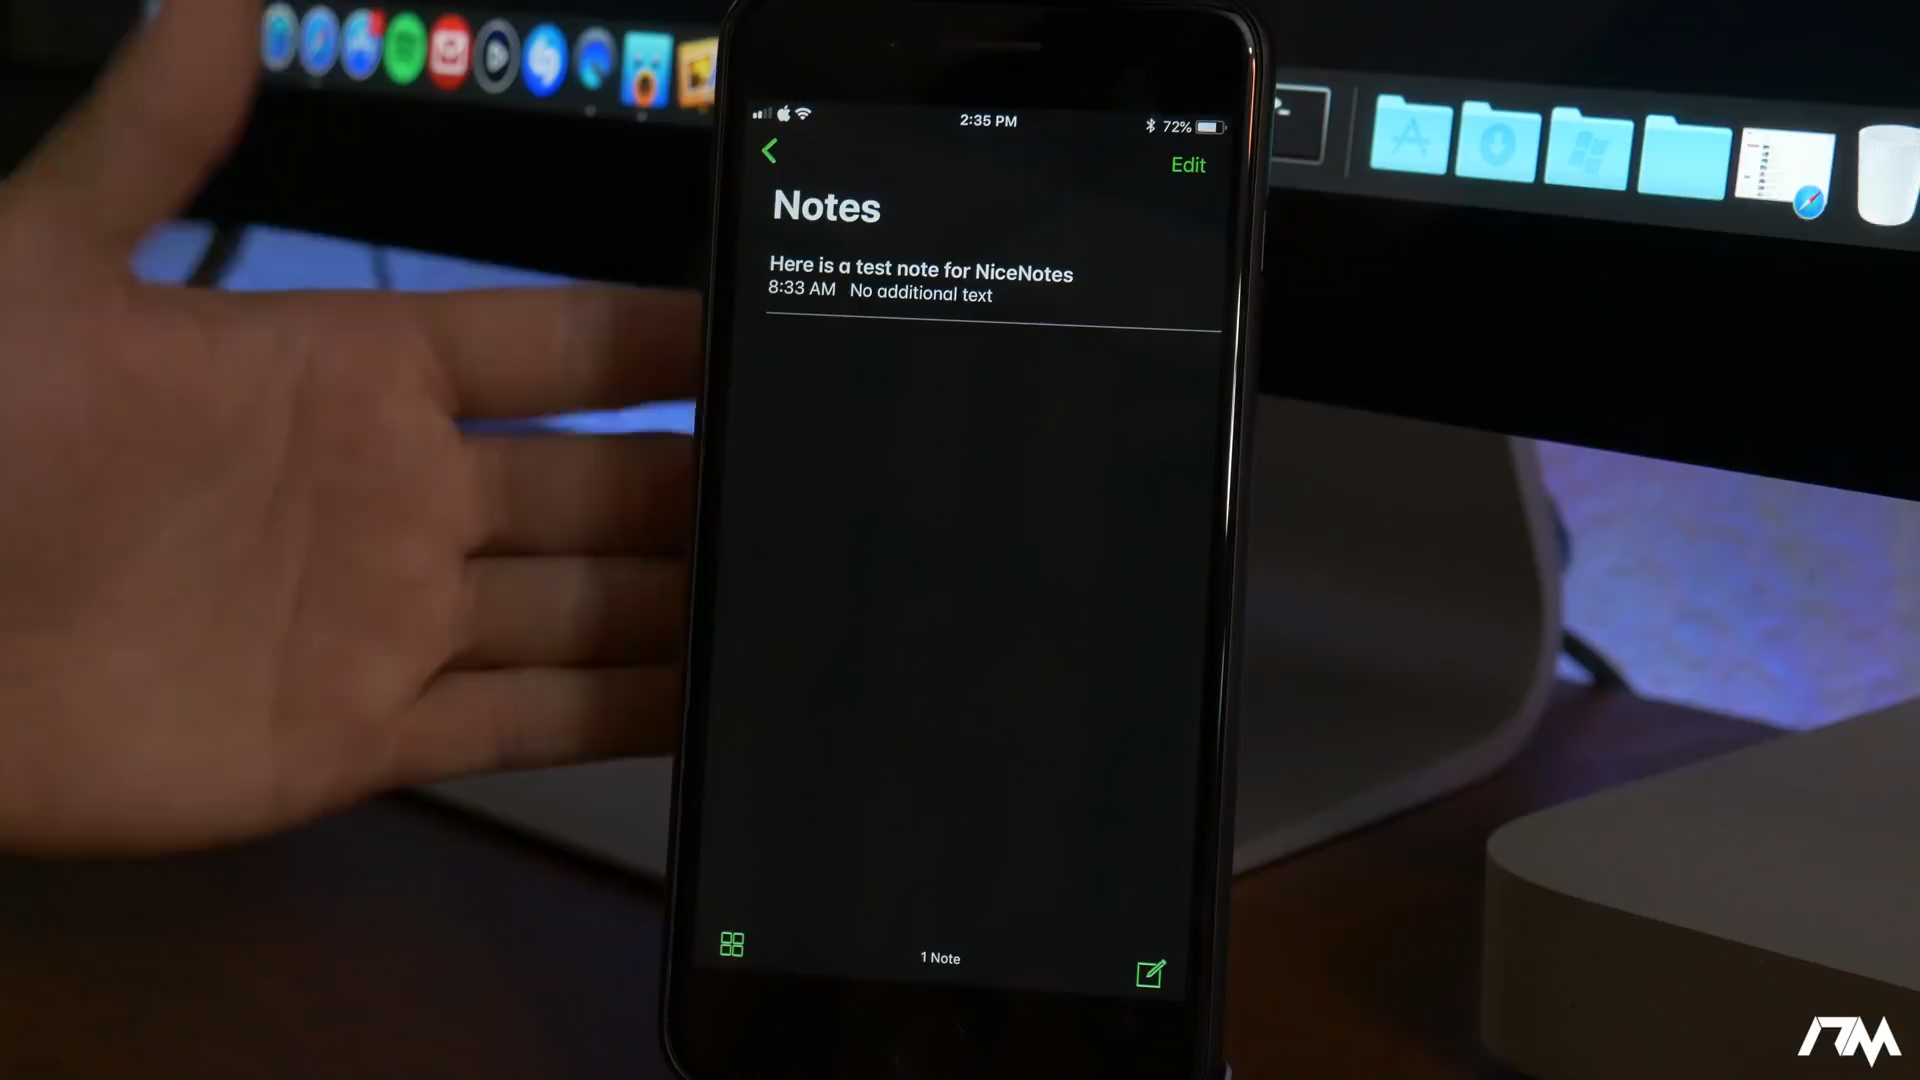 2:35 PM
72%
Edit
Notes
Here is a test note for NiceNotes
8:33 AM No additional text
1 Note